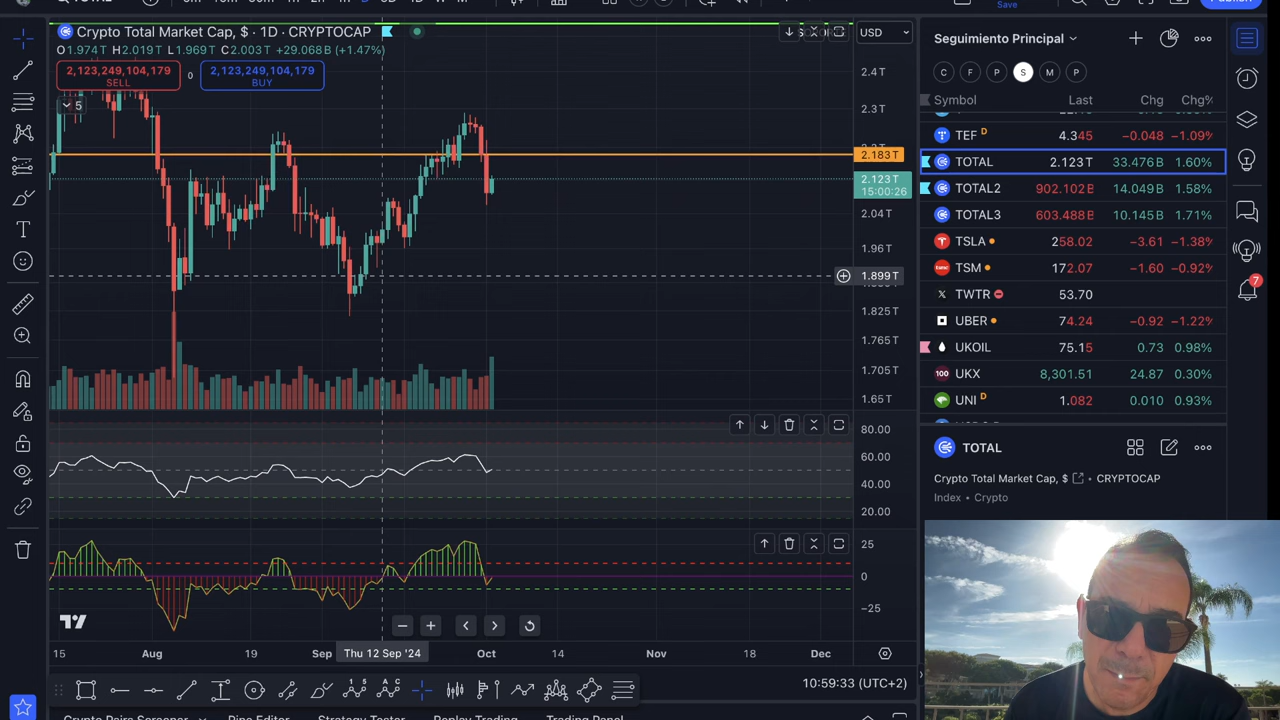 TOTAL
Save
Publish
Crypto Total Market Cap, $ · 1D · CRYPTOCAP
USD
O1.974T H2.019T L1.969T C2.003T +29.068B (+1.47%)
2,123,249,104,179
SELL
0
2,123,249,104,179
BUY
5
2.4T
2.3T
2.183T
2.123T
15:00:26
2.04T
1.96T
1.899T
1.825T
1.765T
1.705T
1.65T
80.00
60.00
40.00
20.00
25
0
−25
15
Aug
19
Sep
Thu 12 Sep '24
Oct
14
Nov
18
Dec
10:59:33 (UTC+2)
Crypto Pairs Screener
Pine Editor
Strategy Tester
Replay Trading
Trading Panel
Seguimiento Principal
C F P S M P
Symbol Last Chg Chg%
TEF D 4.345 −0.048 −1.09%
TOTAL 2.123T 33.476B 1.60%
TOTAL2 902.102B 14.049B 1.58%
TOTAL3 603.488B 10.145B 1.71%
TSLA 258.02 −3.61 −1.38%
TSM 172.07 −1.60 −0.92%
TWTR 53.70
UBER 74.24 −0.92 −1.22%
UKOIL 75.15 0.73 0.98%
UKX 8,301.51 24.87 0.30%
UNI D 1.082 0.010 0.93%
TOTAL
Crypto Total Market Cap, $ • CRYPTOCAP
Index • Crypto
7